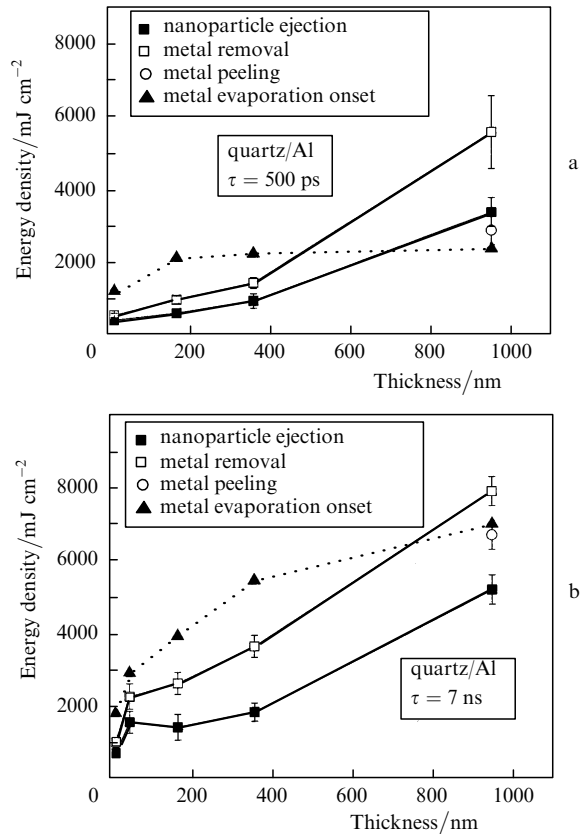 8000
6000
4000
2000
0
200
400
600
800
1000
Energy density/mJ cm⁻²
Thickness/nm
nanoparticle ejection
metal removal
metal peeling
metal evaporation onset
quartz/Al
τ = 500 ps
a
8000
6000
4000
2000
0
200
400
600
800
1000
Energy density/mJ cm⁻²
Thickness/nm
nanoparticle ejection
metal removal
metal peeling
metal evaporation onset
quartz/Al
τ = 7 ns
b